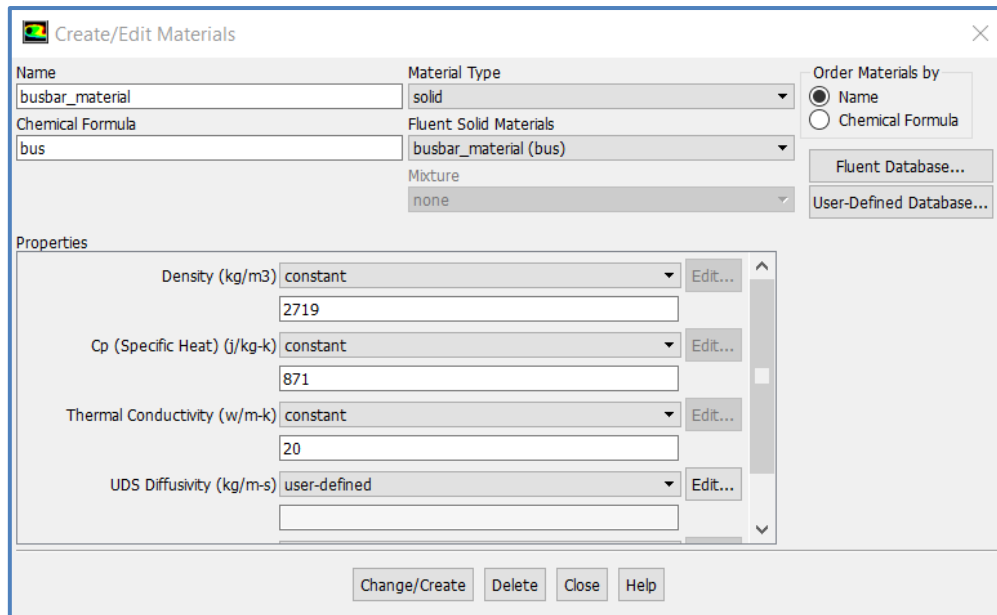 Create/Edit Materials
Name
busbar_material
Chemical Formula
bus
Material Type
solid
Fluent Solid Materials
busbar_material (bus)
Mixture
none
Order Materials by
Name
Chemical Formula
Fluent Database...
User-Defined Database...
Properties
Density (kg/m3) constant Edit...
2719
Cp (Specific Heat) (j/kg-k) constant Edit...
871
Thermal Conductivity (w/m-k) constant Edit...
20
UDS Diffusivity (kg/m-s) user-defined Edit...
Change/Create Delete Close Help